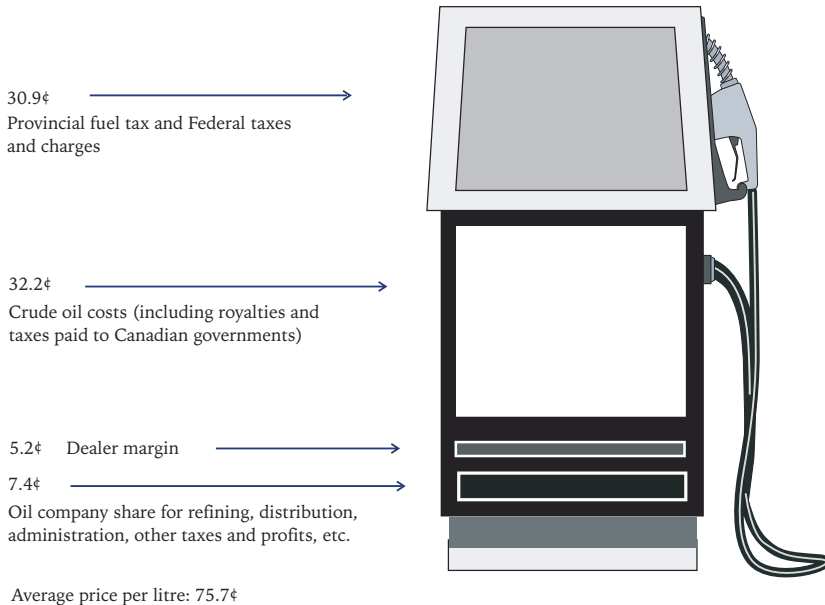 30.9¢
Provincial fuel tax and Federal taxes
and charges
32.2¢
Crude oil costs (including royalties and
taxes paid to Canadian governments)
5.2¢ Dealer margin
7.4¢
Oil company share for refining, distribution,
administration, other taxes and profits, etc.
Average price per litre: 75.7¢